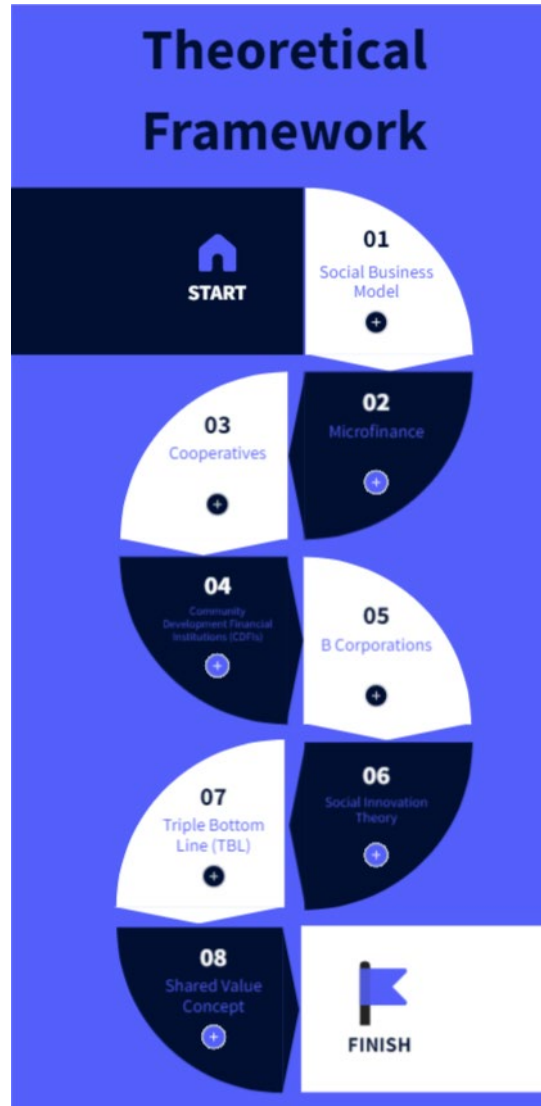 Theoretical
Framework
START
01
Social Business
Model
02
Microfinance
03
Cooperatives
04
Community
Development Financial
Institutions (CDFIs)
05
B Corporations
06
Social Innovation
Theory
07
Triple Bottom
Line (TBL)
08
Shared Value
Concept
FINISH